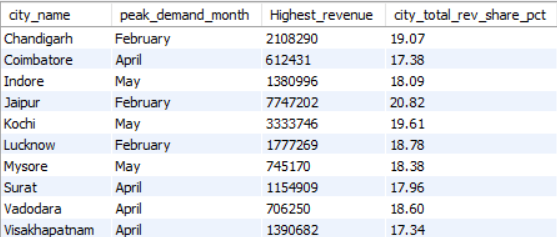 city_name peak_demand_month Highest_revenue city_total_rev_share_pct
Chandigarh February 2108290 19.07
Coimbatore April 612431 17.38
Indore May 1380996 18.09
Jaipur February 7747202 20.82
Kochi May 3333746 19.61
Lucknow February 1777269 18.78
Mysore May 745170 18.38
Surat April 1154909 17.96
Vadodara April 706250 18.60
Visakhapatnam April 1390682 17.34